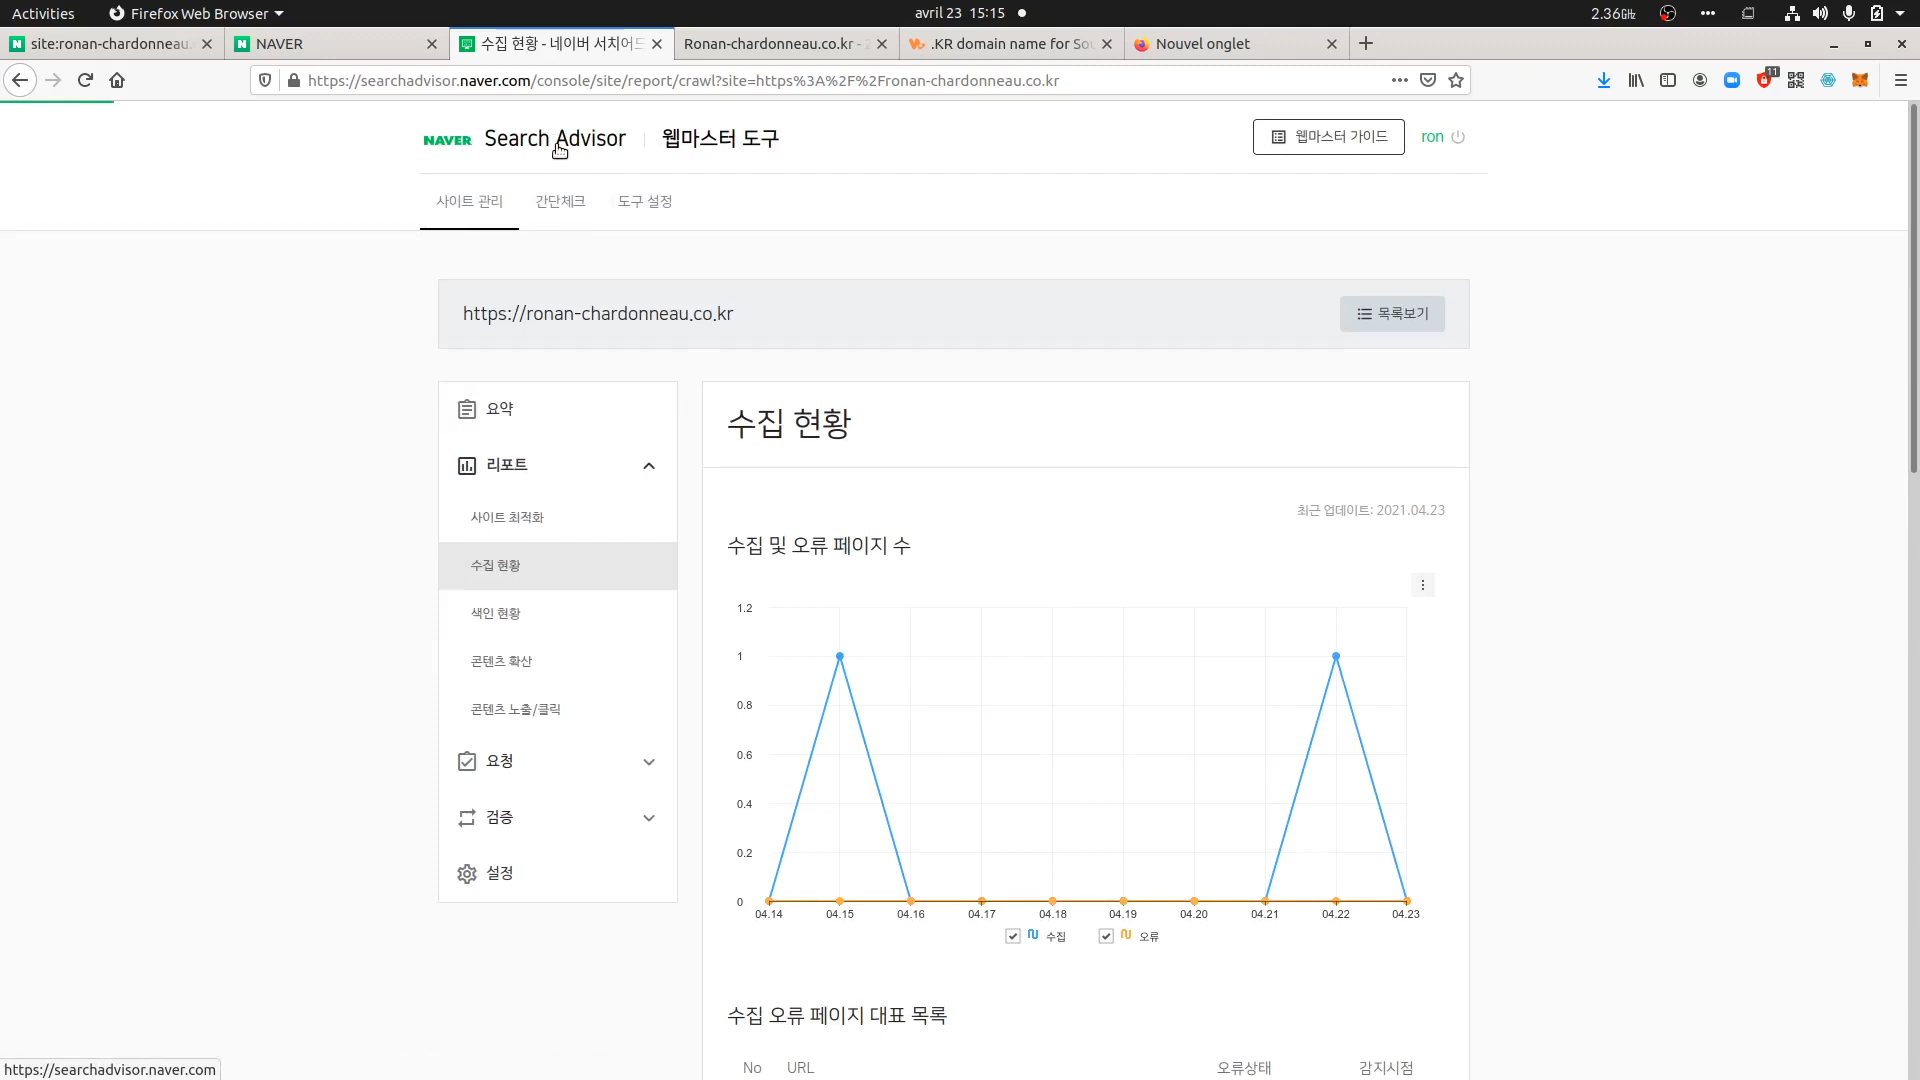 Activities Firefox Web Browser avril 23 15:15 2.36GHz
site:ronan-chardonneau. NAVER 수집 현황 - 네이버 서치어드 Ronan-chardonneau.co.kr - .KR domain name for Sou Nouvel onglet
https://searchadvisor.naver.com/console/site/report/crawl?site=https%3A%2F%2Fronan-chardonneau.co.kr 11
NAVER Search Advisor 웹마스터 도구 웹마스터 가이드 ron
사이트 관리 간단체크 도구 설정
https://ronan-chardonneau.co.kr 목록보기
요약
리포트
사이트 최적화
수집 현황
색인 현황
콘텐츠 확산
콘텐츠 노출/클릭
요청
검증
설정
수집 현황
최근 업데이트: 2021.04.23
수집 및 오류 페이지 수
1.2
1
0.8
0.6
0.4
0.2
0
04.14 04.15 04.16 04.17 04.18 04.19 04.20 04.21 04.22 04.23
수집 오류
수집 오류 페이지 대표 목록
No URL 오류상태 감지시점
https://searchadvisor.naver.com